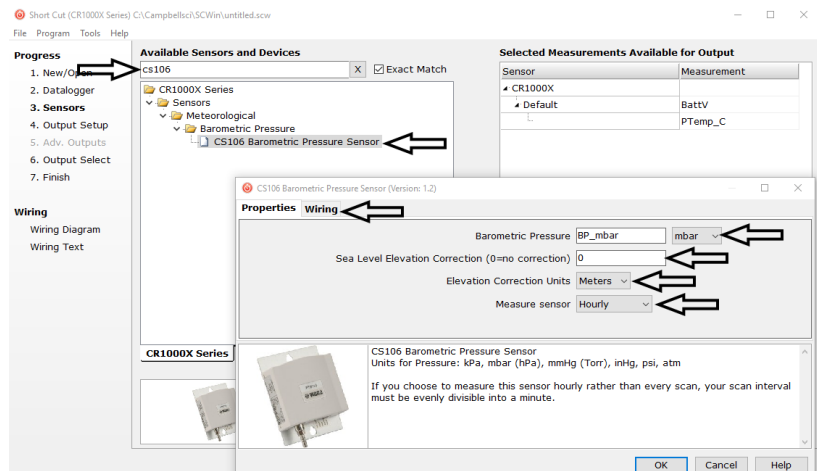 Short Cut (CR1000X Series) C:\Campbellsci\SCWin\untitled.scw
File Program Tools Help
Progress
1. New/Open
2. Datalogger
3. Sensors
4. Output Setup
5. Adv. Outputs
6. Output Select
7. Finish
Wiring
Wiring Diagram
Wiring Text
Available Sensors and Devices
cs106 X Exact Match
CR1000X Series
Sensors
Meteorological
Barometric Pressure
CS106 Barometric Pressure Sensor
CR1000X Series
Selected Measurements Available for Output
Sensor Measurement
CR1000X
Default BattV
PTemp_C
CS106 Barometric Pressure Sensor (Version: 1.2)
Properties Wiring
Barometric Pressure BP_mbar mbar
Sea Level Elevation Correction (0=no correction) 0
Elevation Correction Units Meters
Measure sensor Hourly
CS106 Barometric Pressure Sensor
Units for Pressure: kPa, mbar (hPa), mmHg (Torr), inHg, psi, atm
If you choose to measure this sensor hourly rather than every scan, your scan interval
must be evenly divisible into a minute.
OK Cancel Help